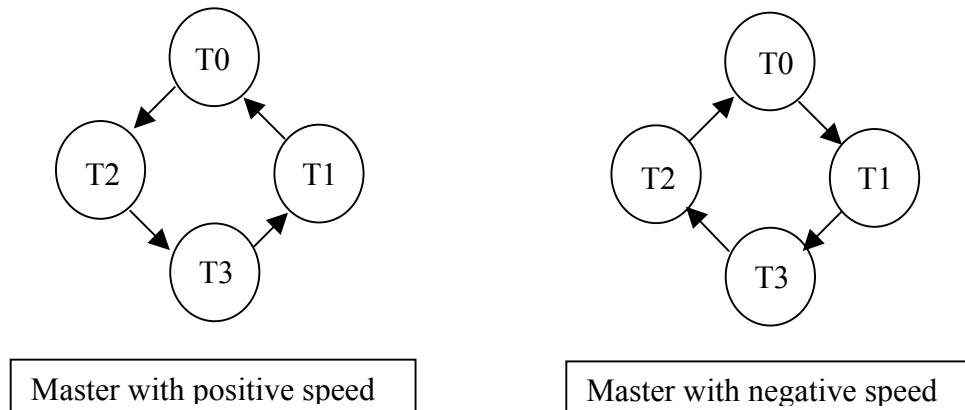 T0
T2
T1
T3
Master with positive speed
T0
T2
T1
T3
Master with negative speed